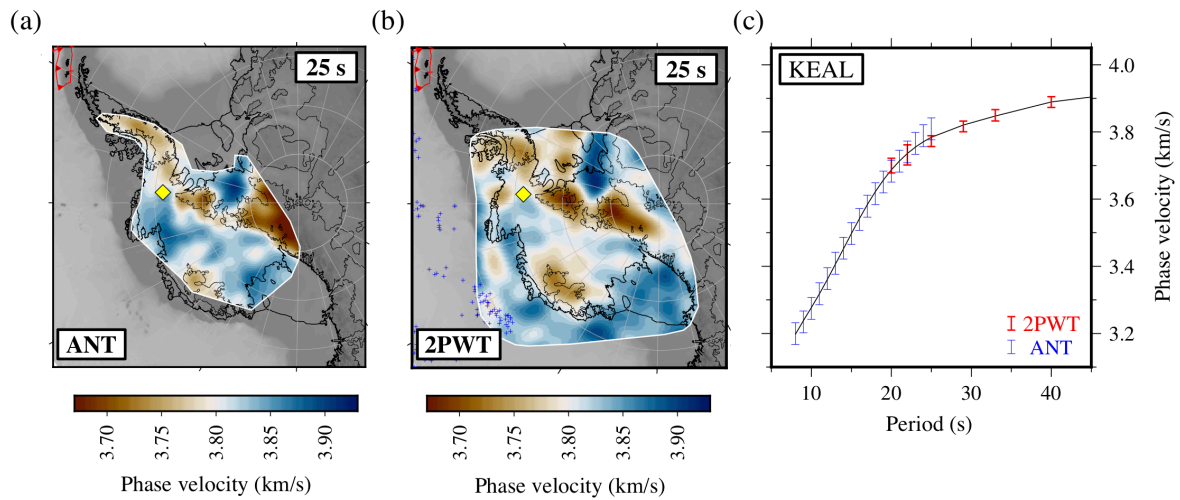 (a)
25 s
ANT
3.70
3.75
3.80
3.85
3.90
Phase velocity (km/s)
(b)
25 s
2PWT
3.70
3.75
3.80
3.85
3.90
Phase velocity (km/s)
(c)
KEAL
4.0
3.8
3.6
3.4
3.2
Phase velocity (km/s)
2PWT
ANT
10
20
30
40
Period (s)